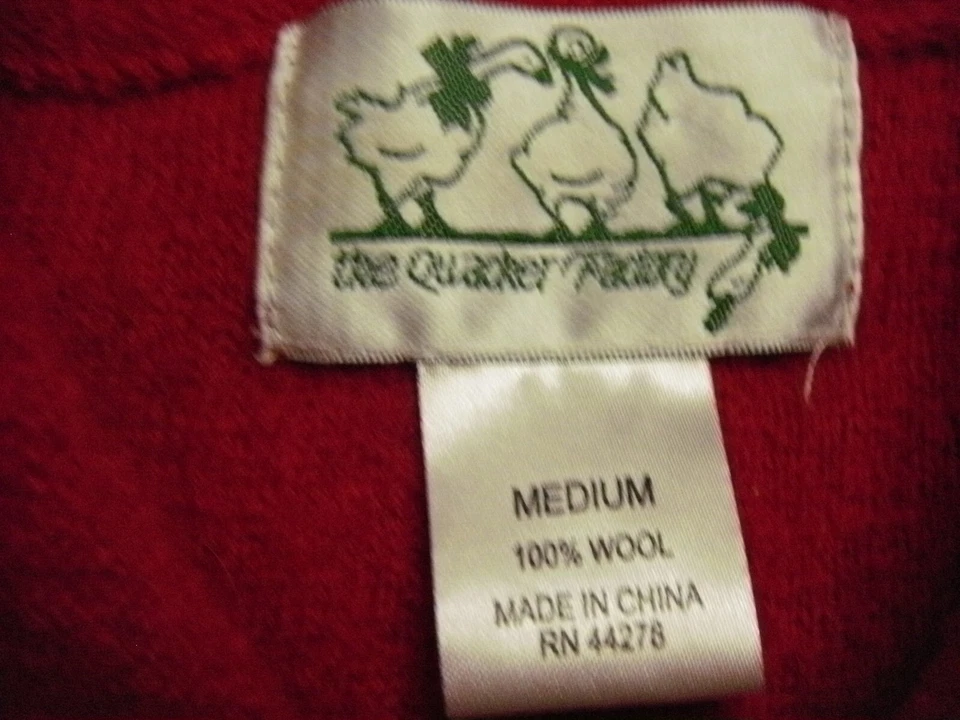 the Quacker Factory
MEDIUM
100% WOOL
MADE IN CHINA
RN 44278